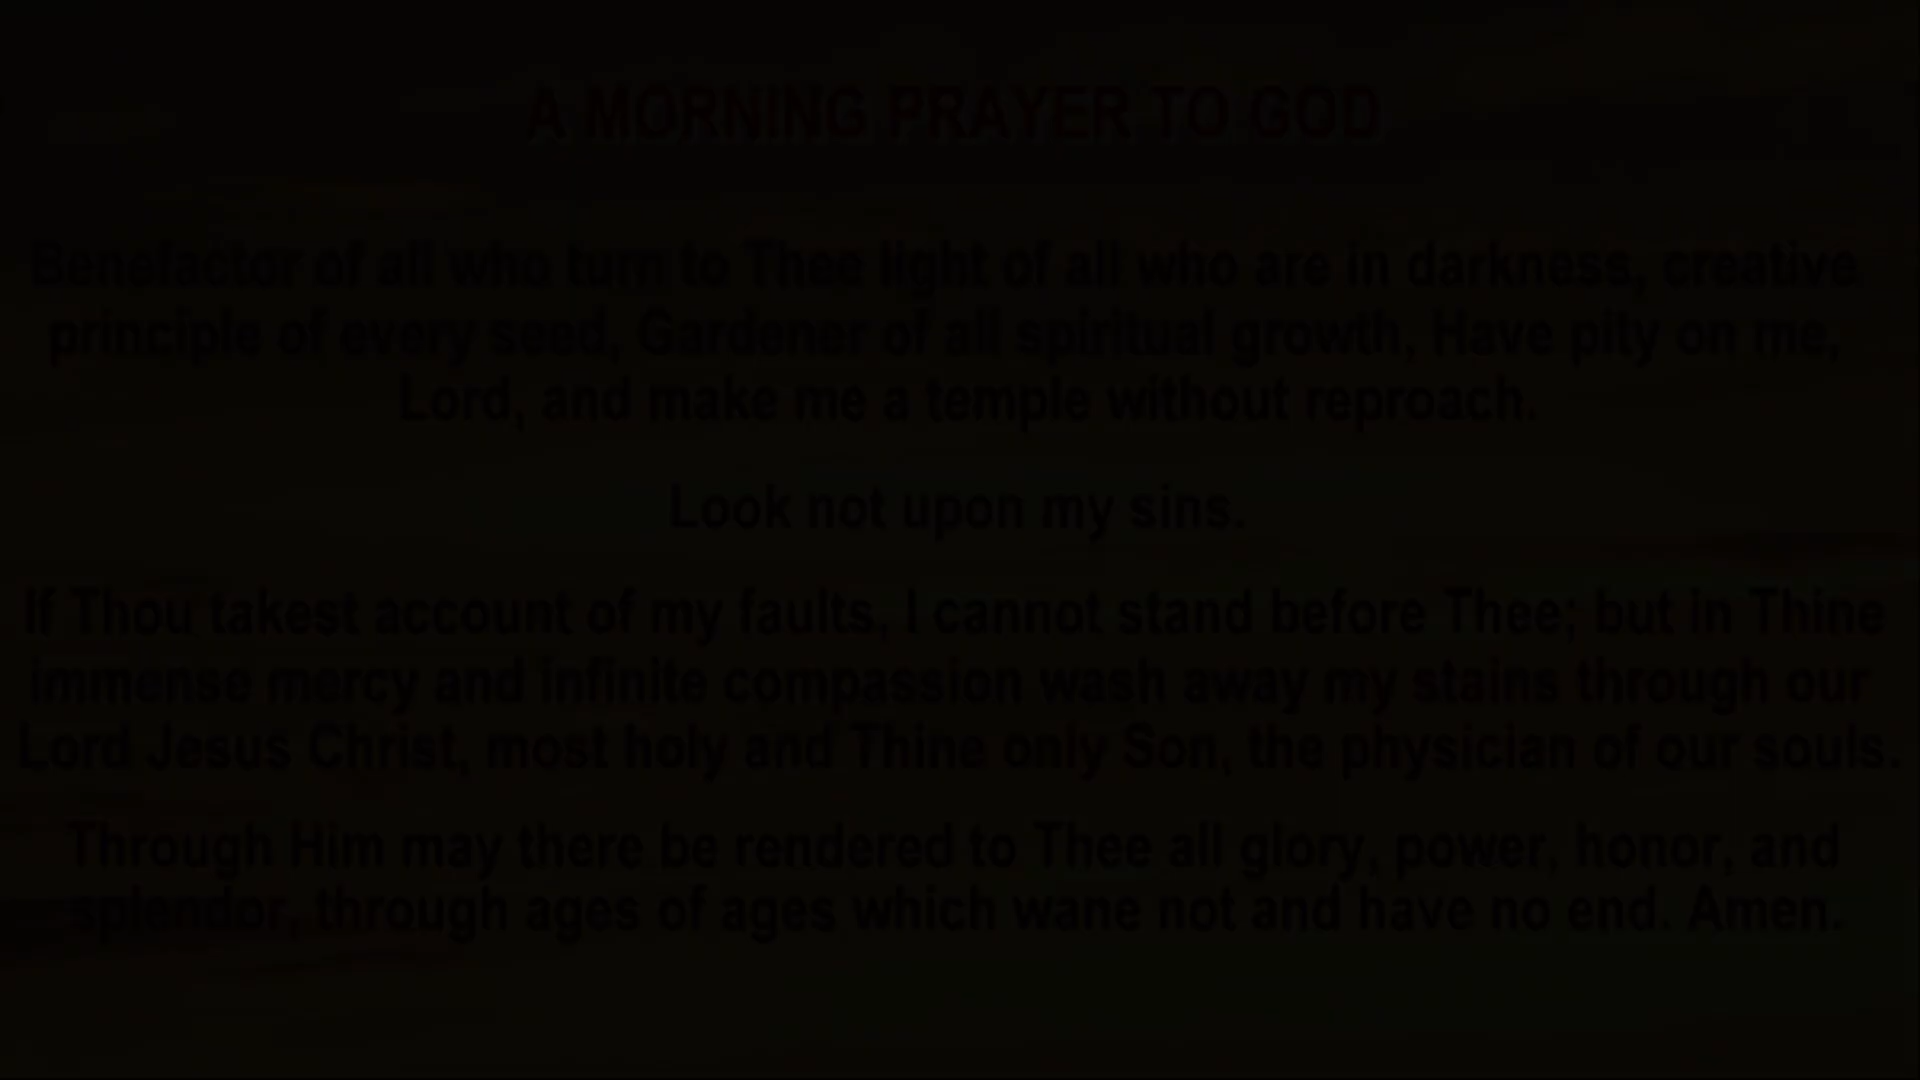 A MORNING PRAYER TO GOD
Benefactor of all who turn to Thee light of all who are in darkness, creative
principle of every seed, Gardener of all spiritual growth, Have pity on me,
Lord, and make me a temple without reproach.
Look not upon my sins.
If Thou takest account of my faults, I cannot stand before Thee; but in Thine
immense mercy and infinite compassion wash away my stains through our
Lord Jesus Christ, most holy and Thine only Son, the physician of our souls.
Through Him may there be rendered to Thee all glory, power, honor, and
splendor, through ages of ages which wane not and have no end. Amen.